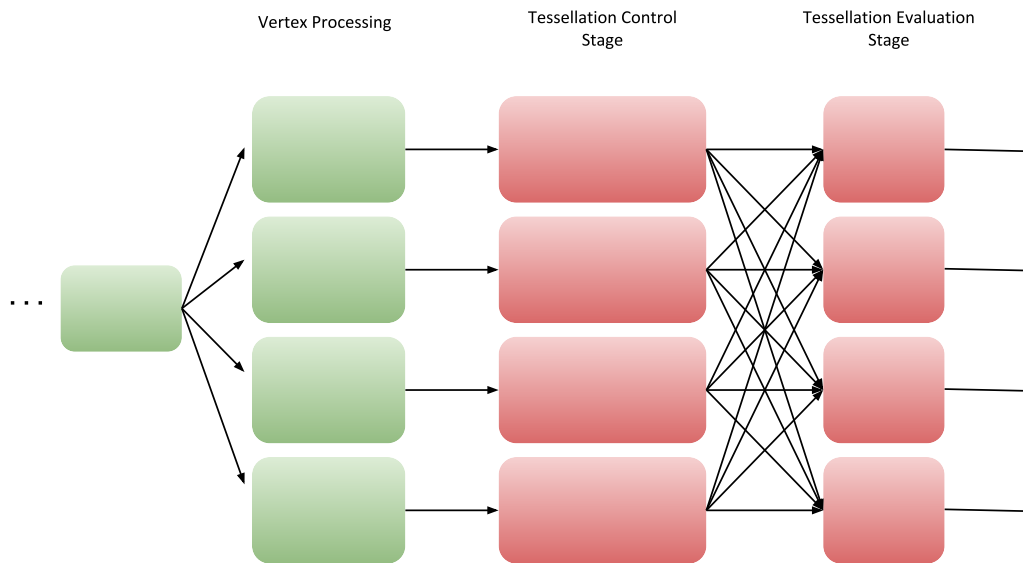 Vertex Processing
Tessellation Control
Stage
Tessellation Evaluation
Stage
...